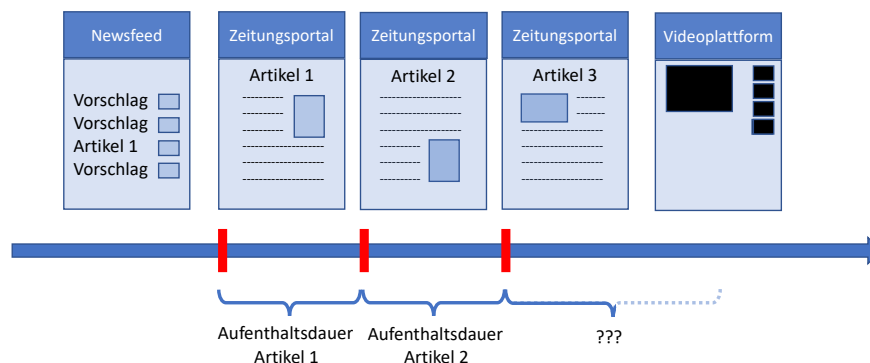 Newsfeed
Zeitungsportal
Zeitungsportal
Zeitungsportal
Videoplattform
Vorschlag
Vorschlag
Artikel 1
Vorschlag
Artikel 1
Artikel 2
Artikel 3
Aufenthaltsdauer
Artikel 1
Aufenthaltsdauer
Artikel 2
???